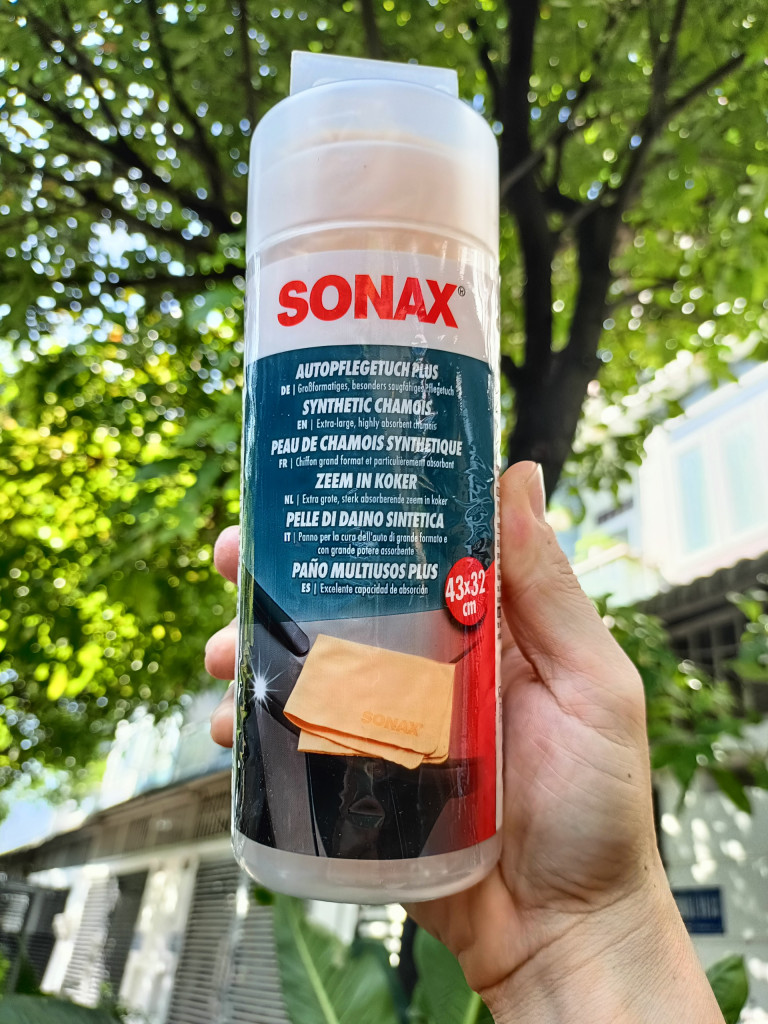 SONAX®
AUTOPFLEGETUCH PLUS
DE | Großformatiges, besonders saugfähiges Pflegetuch
SYNTHETIC CHAMOIS
EN | Extra-large, highly absorbent chamois
PEAU DE CHAMOIS SYNTHETIQUE
FR | Chiffon grand format et particulièrement absorbant
ZEEM IN KOKER
NL | Extra grote, sterk absorberende zeem in koker
PELLE DI DAINO SINTETICA
IT | Panno per la cura dell'auto di grande formato e
con grande potere assorbente
PAÑO MULTIUSOS PLUS
ES | Excelente capacidad de absorción
43x32
cm
SONAX